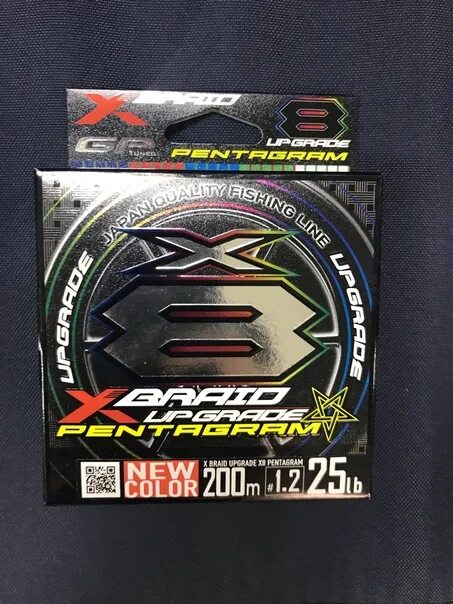 X BRAID
8
UPGRADE
TUNED
PENTAGRAM
JAPAN QUALITY FISHING LINE
UPGRADE
UPGRADE
X
8
X BRAID
UPGRADE
PENTAGRAM
NEW
COLOR
X BRAID UPGRADE X8 PENTAGRAM
200m #1.2 25lb